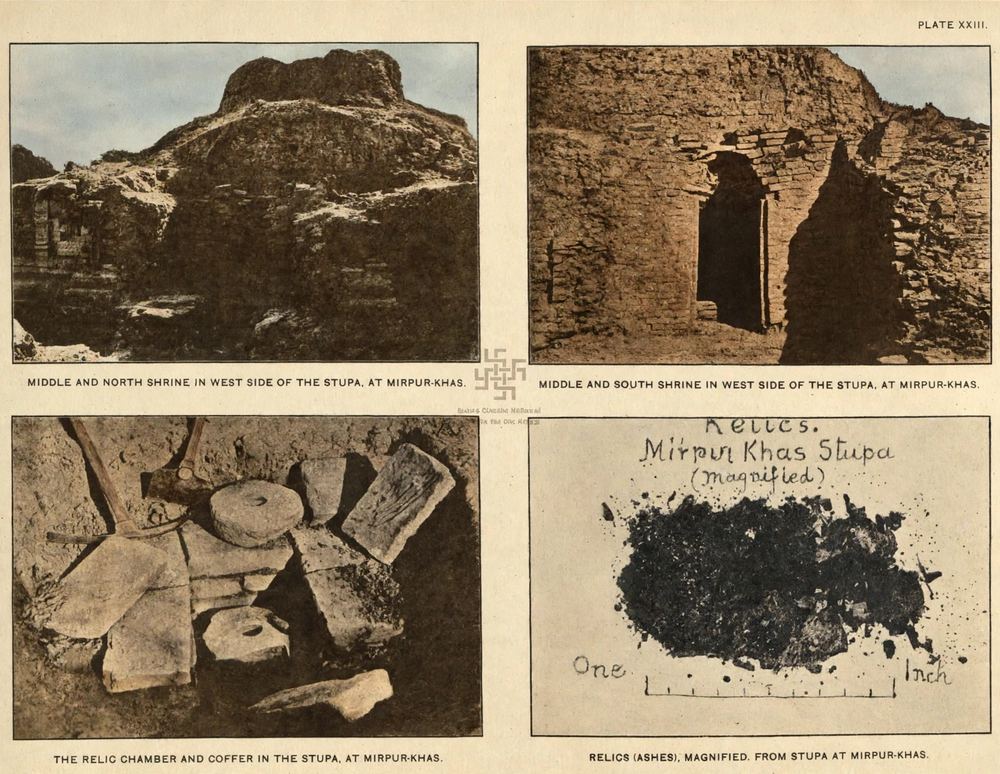 PLATE XXIII.
MIDDLE AND NORTH SHRINE IN WEST SIDE OF THE STUPA, AT MIRPUR-KHAS.
MIDDLE AND SOUTH SHRINE IN WEST SIDE OF THE STUPA, AT MIRPUR-KHAS.
Relics.
Mirpur Khas Stupa
(magnified)
One Inch
THE RELIC CHAMBER AND COFFER IN THE STUPA, AT MIRPUR-KHAS.
RELICS (ASHES), MAGNIFIED. FROM STUPA AT MIRPUR-KHAS.